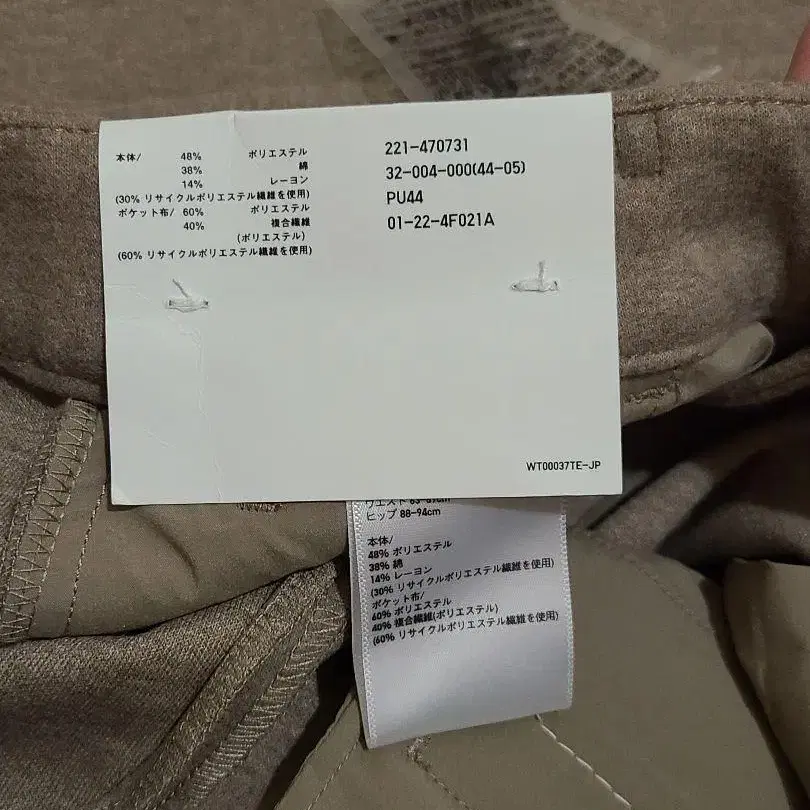 本体/ 48% ポリエステル
38% 綿
14% レーヨン
(30% リサイクルポリエステル繊維を使用)
ポケット布/ 60% ポリエステル
40% 複合繊維
(ポリエステル)
(60% リサイクルポリエステル繊維を使用)
221-470731
32-004-000(44-05)
PU44
01-22-4F021A
WT00037TE-JP
ウエスト
ヒップ 88-94cm
本体/
48% ポリエステル
38% 綿
14% レーヨン
(30% リサイクルポリエステル繊維を使用)
ポケット布/
60% ポリエステル
40% 複合繊維(ポリエステル)
(60% リサイクルポリエステル繊維を使用)